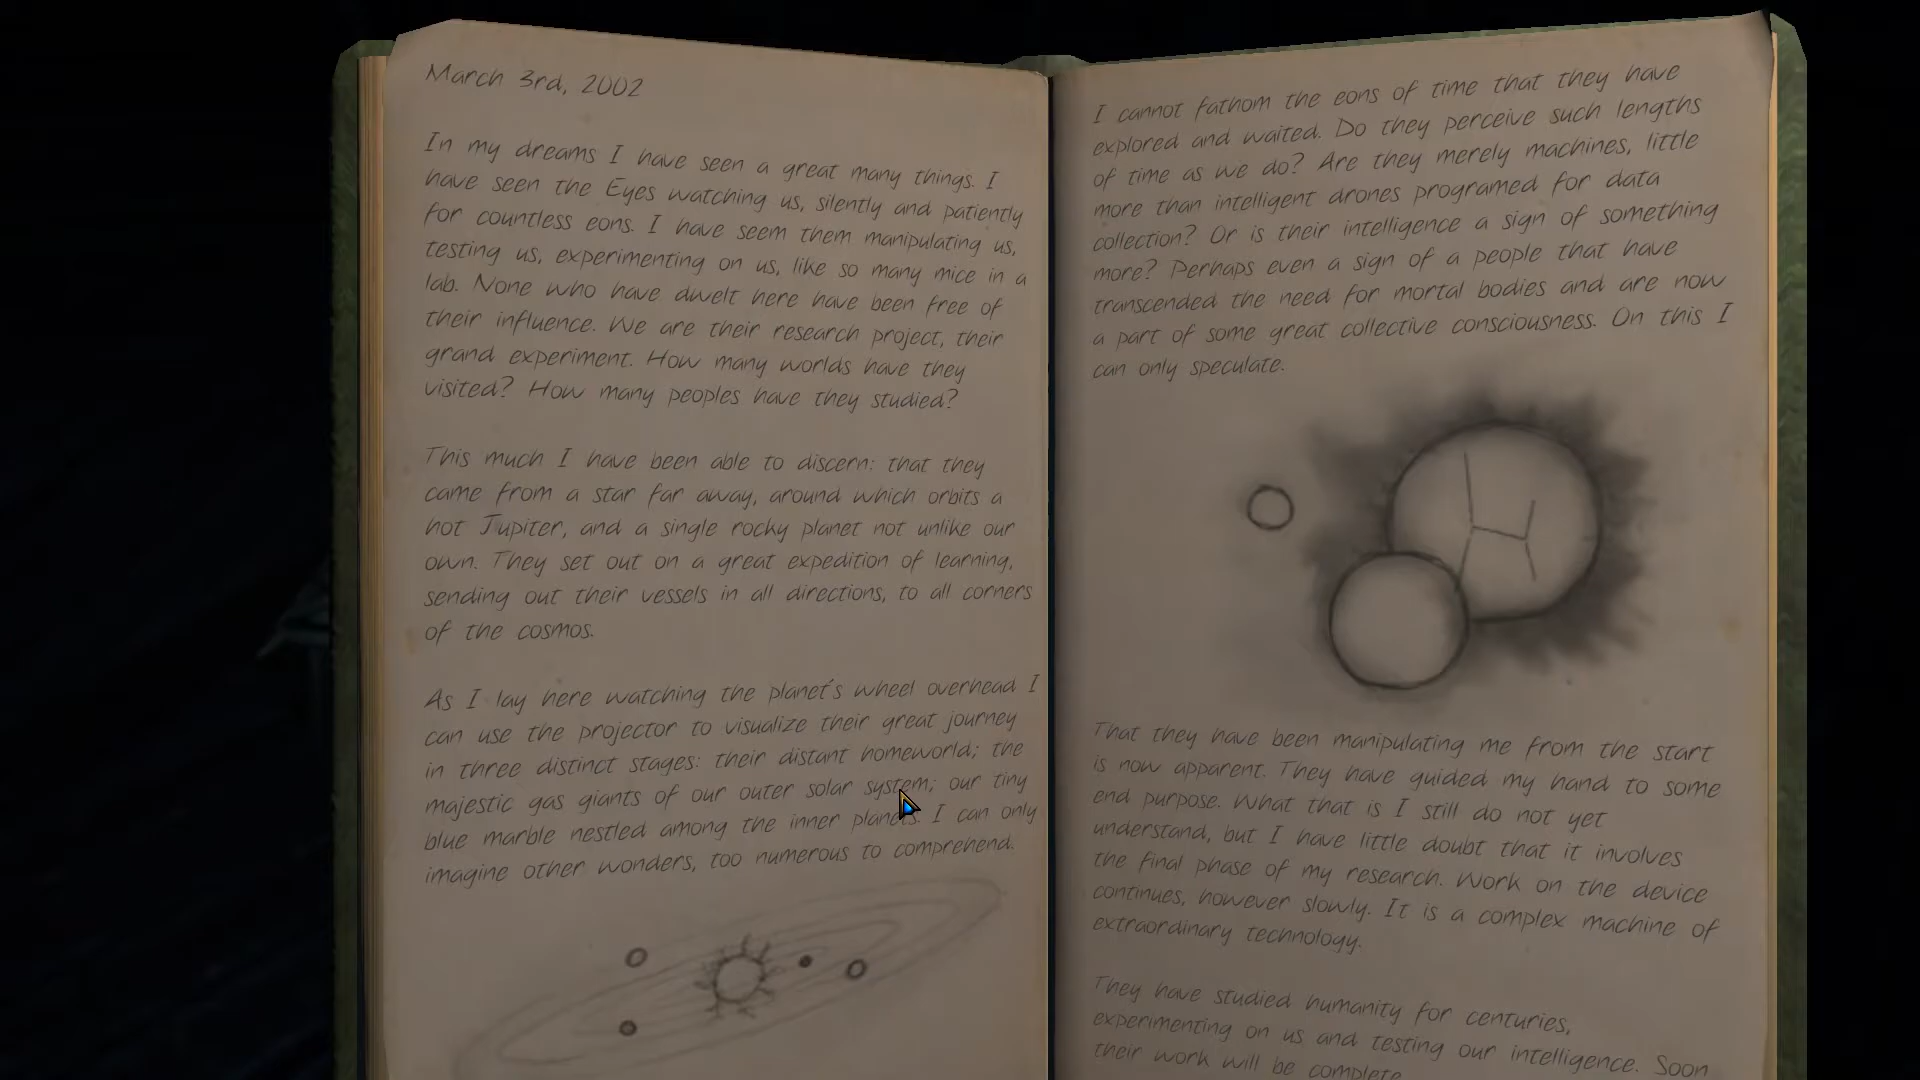 March 3rd, 2002
In my dreams I have seen a great many things. I
have seen the Eyes watching us, silently and patiently
for countless eons. I have seem them manipulating us,
testing us, experimenting on us, like so many mice in a
lab. None who have dwelt here have been free of
their influence. We are their research project, their
grand experiment. How many worlds have they
visited? How many peoples have they studied?
This much I have been able to discern: that they
came from a star far away, around which orbits a
hot Jupiter, and a single rocky planet not unlike our
own. They set out on a great expedition of learning,
sending out their vessels in all directions, to all corners
of the cosmos.
As I lay here watching the planet's wheel overhead I
can use the projector to visualize their great journey
in three distinct stages: their distant homeworld; the
majestic gas giants of our outer solar system; our tiny
blue marble nestled among the inner planets. I can only
imagine other wonders, too numerous to comprehend.
I cannot fathom the eons of time that they have
explored and waited. Do they perceive such lengths
of time as we do? Are they merely machines, little
more than intelligent drones programed for data
collection? Or is their intelligence a sign of something
more? Perhaps even a sign of a people that have
transcended the need for mortal bodies and are now
a part of some great collective consciousness. On this I
can only speculate.
That they have been manipulating me from the start
is now apparent. They have guided my hand to some
end purpose. What that is I still do not yet
understand, but I have little doubt that it involves
the final phase of my research. Work on the device
continues, however slowly. It is a complex machine of
extraordinary technology.
They have studied humanity for centuries,
experimenting on us and testing our intelligence. Soon
their work will be complete